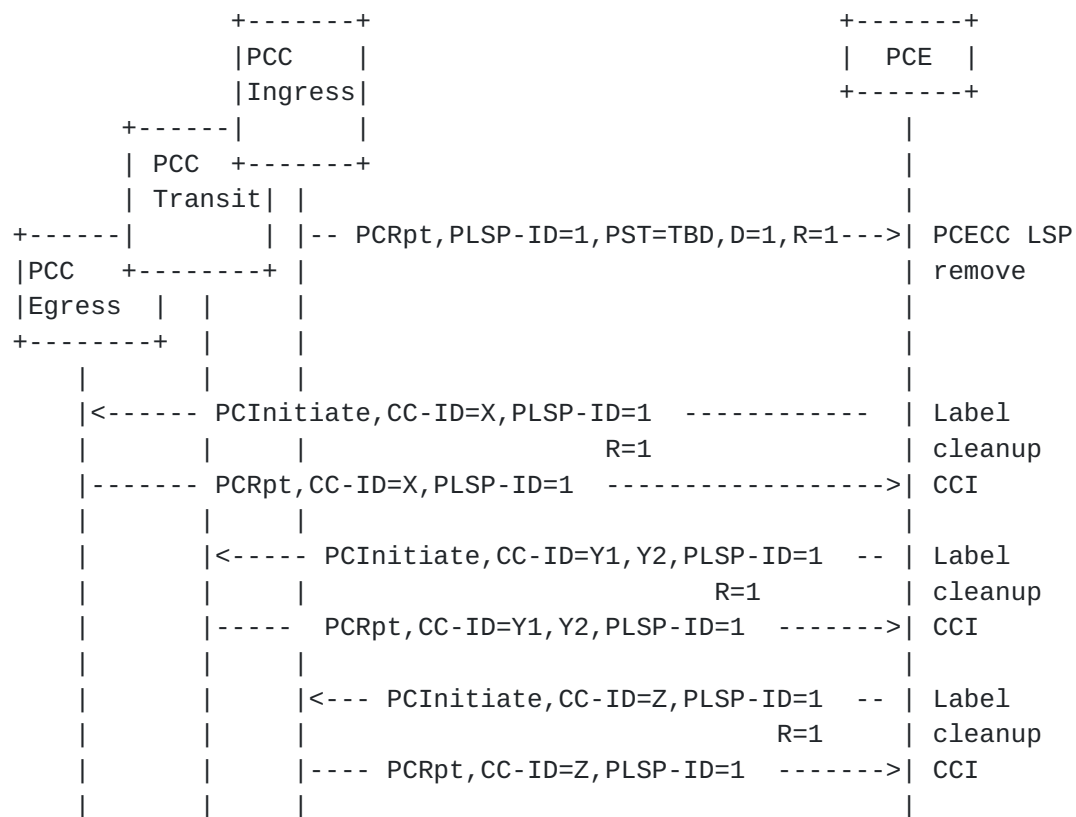 +-------+                              +-------+
              |PCC    |                              |  PCE  |
              |Ingress|                              +-------+
       +------|       |                                  |
       | PCC  +-------+                                  |
       | Transit| |                                      |
+------|        | |-- PCRpt,PLSP-ID=1,PST=TBD,D=1,R=1--->| PCECC LSP
|PCC   +--------+ |                                      | remove
|Egress  |  |     |                                      |
+--------+  |     |                                      |
    |       |     |                                      |
    |<------ PCInitiate,CC-ID=X,PLSP-ID=1  ------------  | Label
    |       |     |                   R=1                | cleanup
    |------- PCRpt,CC-ID=X,PLSP-ID=1  ------------------>| CCI
    |       |     |                                      |
    |       |<----- PCInitiate,CC-ID=Y1,Y2,PLSP-ID=1  -- | Label
    |       |     |                          R=1         | cleanup
    |       |-----  PCRpt,CC-ID=Y1,Y2,PLSP-ID=1  ------->| CCI
    |       |     |                                      |
    |       |     |<--- PCInitiate,CC-ID=Z,PLSP-ID=1  -- | Label
    |       |     |                              R=1     | cleanup
    |       |     |---- PCRpt,CC-ID=Z,PLSP-ID=1  ------->| CCI
    |       |     |                                      |